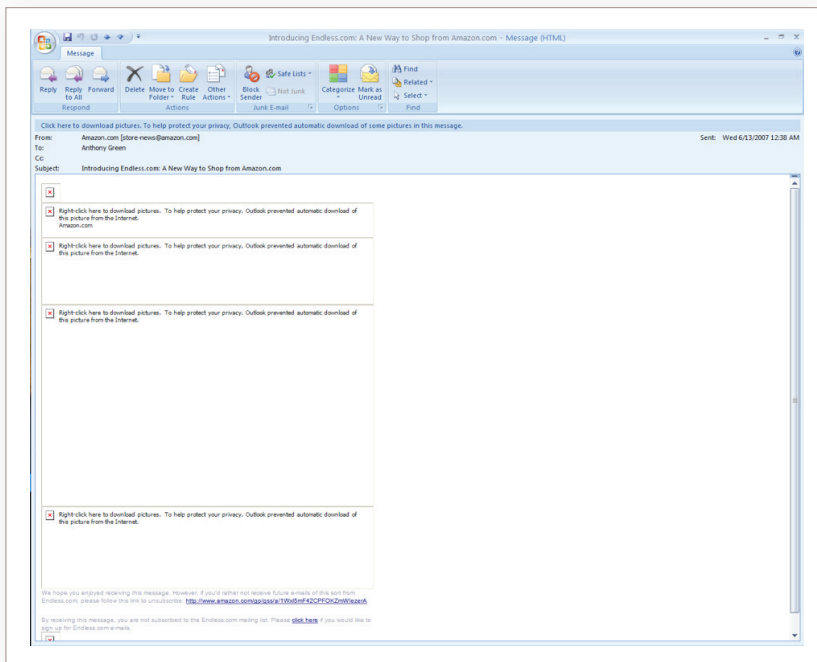 Introducing Endless.com: A New Way to Shop from Amazon.com - Message (HTML)
Message
Reply
Reply to All
Forward
Delete
Move to Folder
Create Rule
Other Actions
Block Sender
Safe Lists
Not Junk
Categorize
Mark as Unread
Find
Related
Select
Respond
Actions
Junk E-mail
Options
Find
Click here to download pictures. To help protect your privacy, Outlook prevented automatic download of some pictures in this message.
From: Amazon.com [store-news@amazon.com]
Sent: Wed 6/13/2007 12:38 AM
To: Anthony Green
Cc:
Subject: Introducing Endless.com: A New Way to Shop from Amazon.com
Right-click here to download pictures. To help protect your privacy, Outlook prevented automatic download of
this picture from the Internet.
Amazon.com
Right-click here to download pictures. To help protect your privacy, Outlook prevented automatic download of
this picture from the Internet.
Right-click here to download pictures. To help protect your privacy, Outlook prevented automatic download of
this picture from the Internet.
Right-click here to download pictures. To help protect your privacy, Outlook prevented automatic download of
this picture from the Internet.
We hope you enjoyed receiving this message. However, if you'd rather not receive future e-mails of this sort from
Endless.com, please follow this link to unsubscribe:
By receiving this message, you are not subscribed to the Endless.com mailing list. Please click here if you would like to
sign up for Endless.com e-mails.